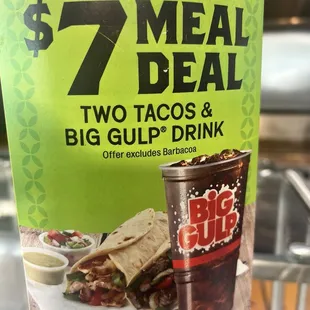 $7 MEAL
DEAL
TWO TACOS &
BIG GULP® DRINK
Offer excludes Barbacoa
BIG
GULP